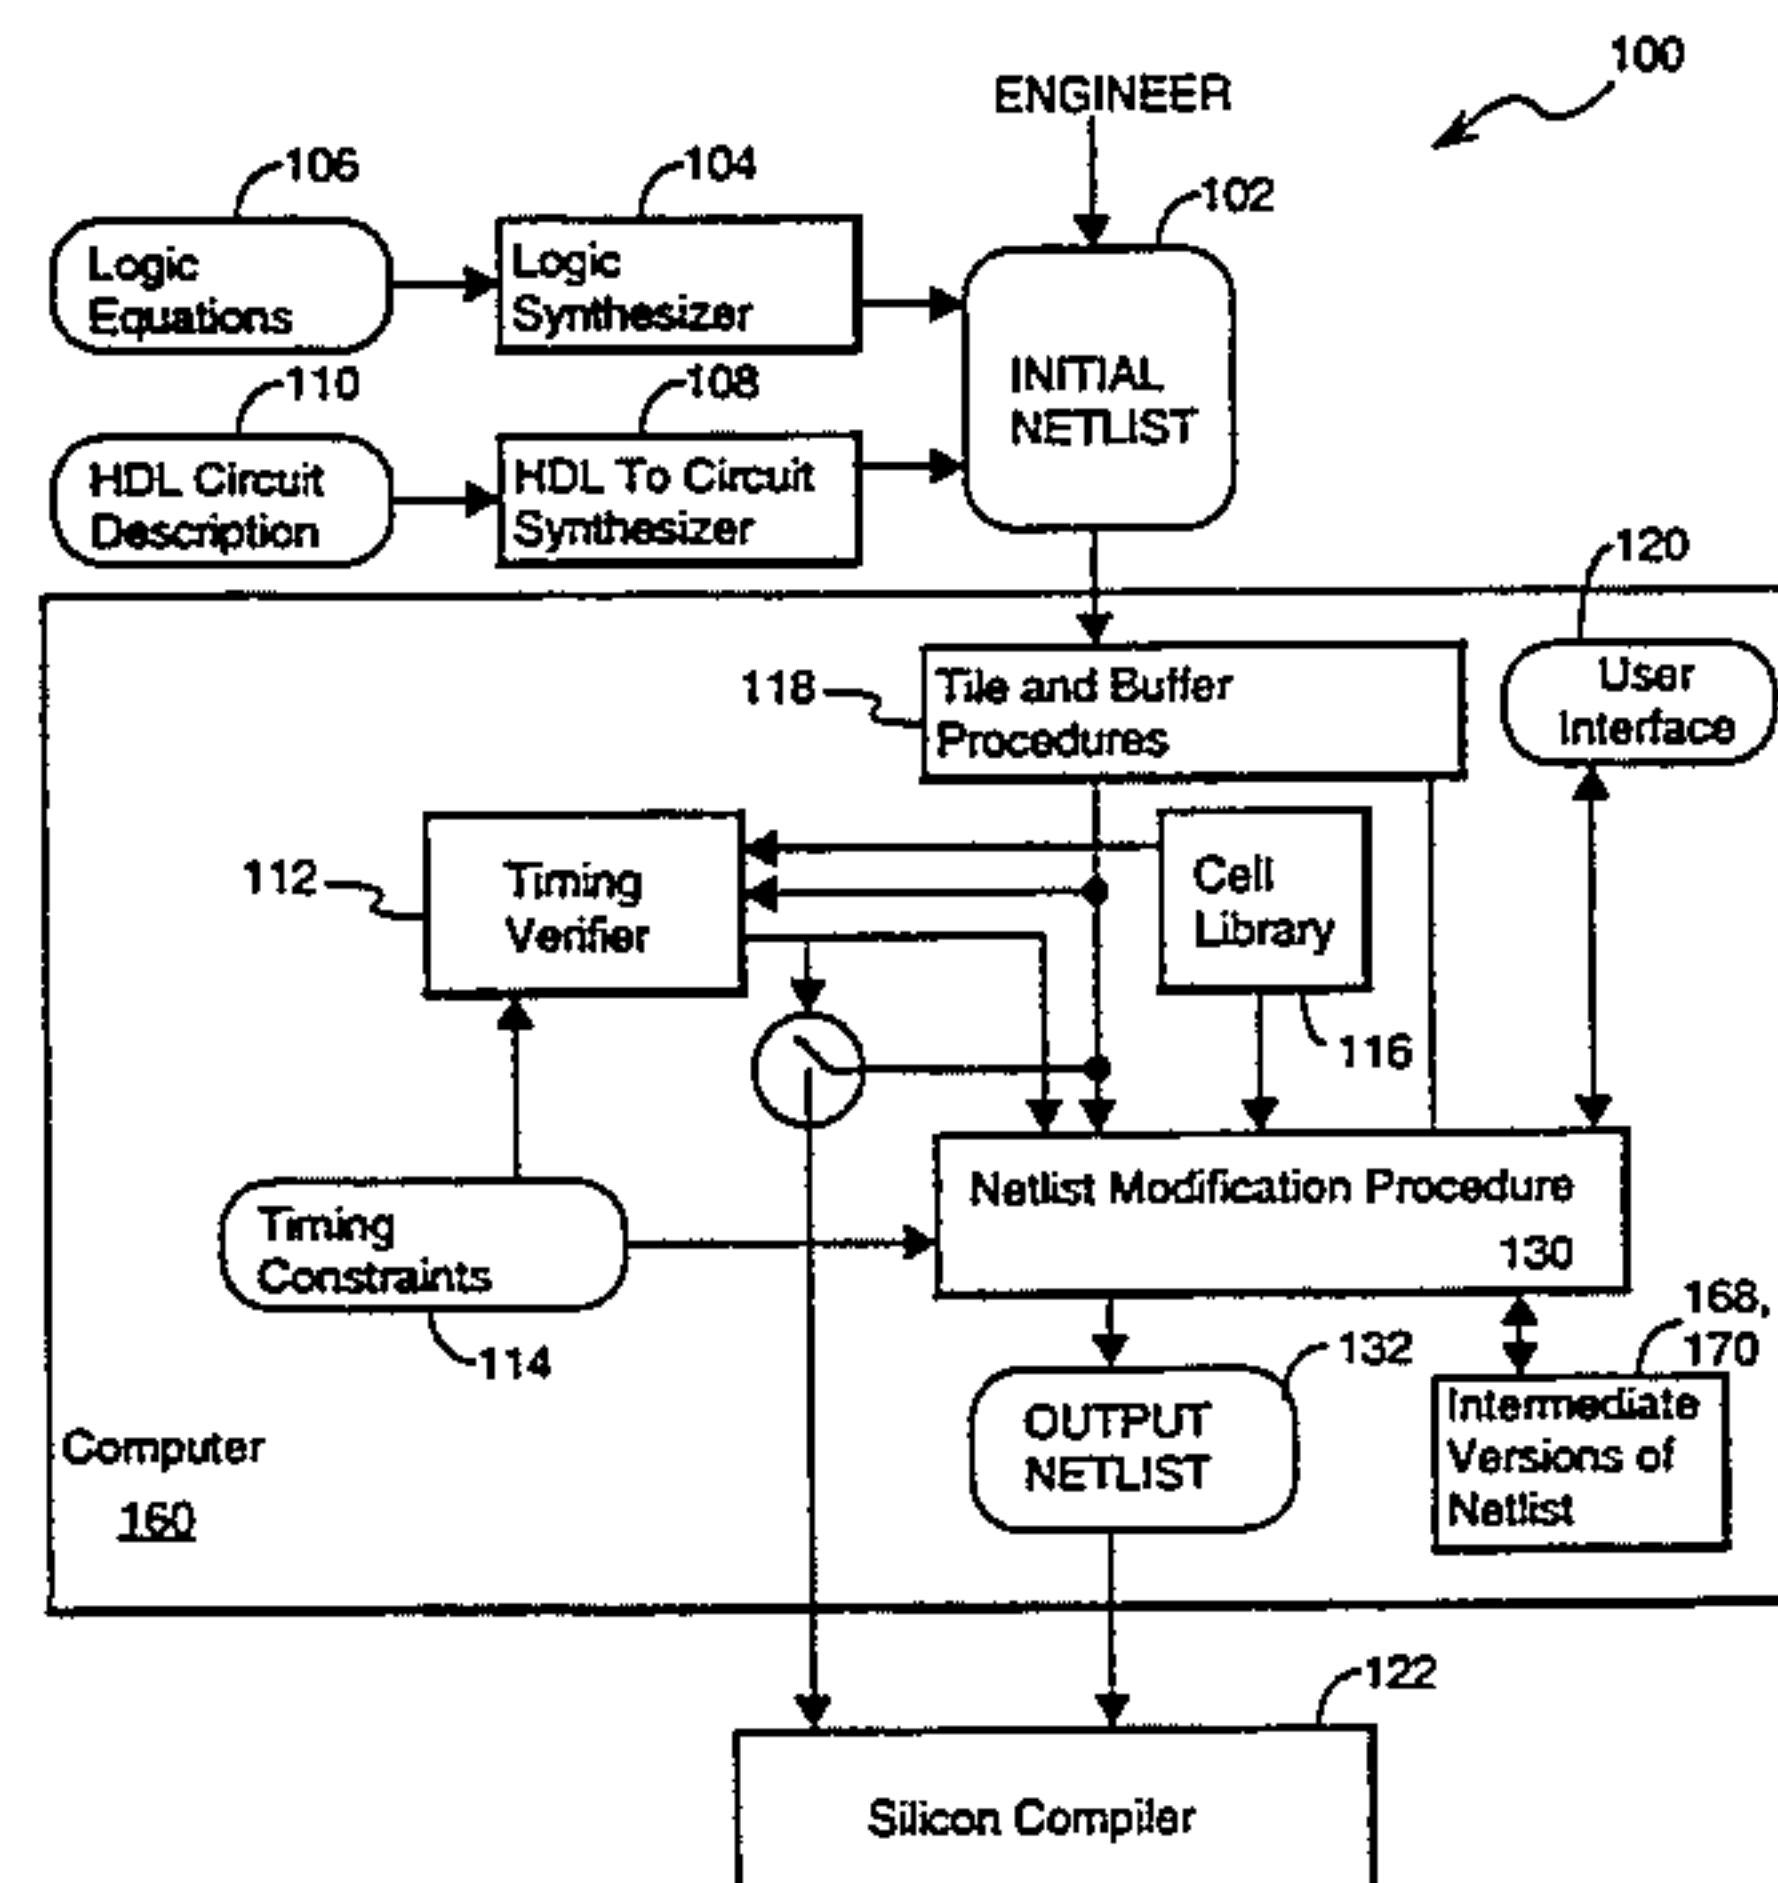 100
ENGINEER
106
104
102
Logic
Equations
Logic
Synthesizer
INITIAL
NETLIST
110
108
HDL Circuit
Description
HDL To Circuit
Synthesizer
120
118
Tile and Buffer
Procedures
User
Interface
112
Timing
Verifier
Cell
Library
116
Netlist Modification Procedure
130
Timing
Constraints
114
168,
170
132
OUTPUT
NETLIST
Intermediate
Versions of
Netlist
Computer
160
122
Silicon Compiler